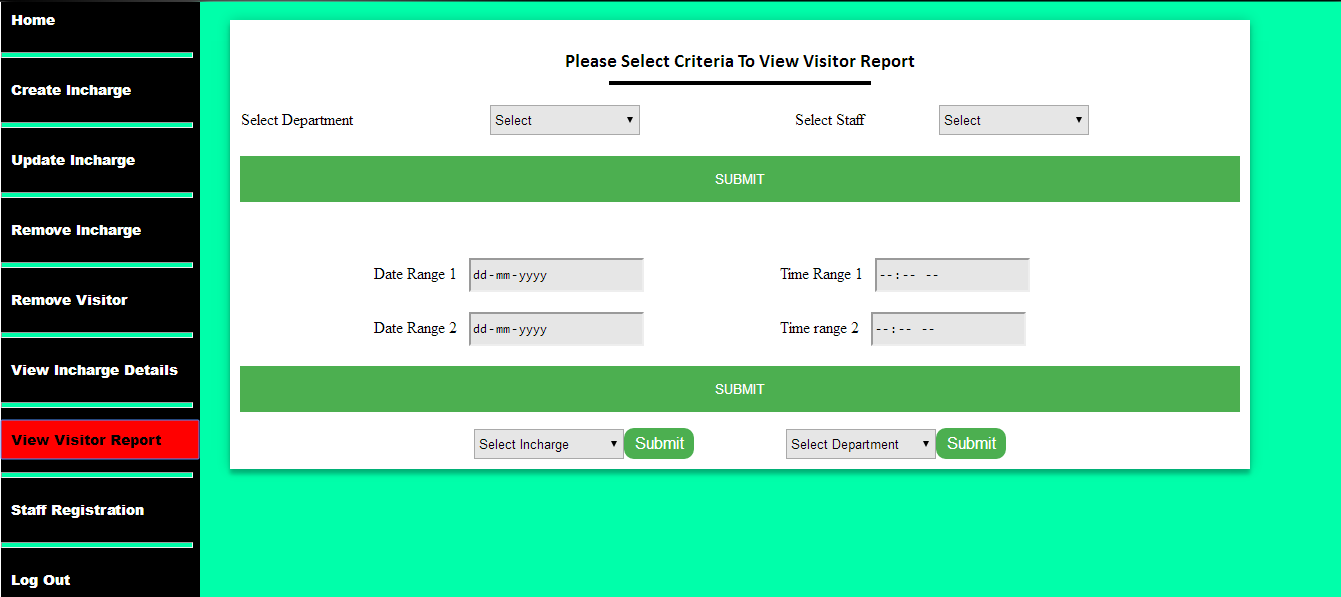 Home
Create Incharge
Update Incharge
Remove Incharge
Remove Visitor
View Incharge Details
View Visitor Report
Staff Registration
Log Out
Please Select Criteria To View Visitor Report
Select Department Select Select Staff Select
SUBMIT
Date Range 1 dd-mm-yyyy Time Range 1 --:-- --
Date Range 2 dd-mm-yyyy Time range 2 --:-- --
SUBMIT
Select Incharge Submit Select Department Submit